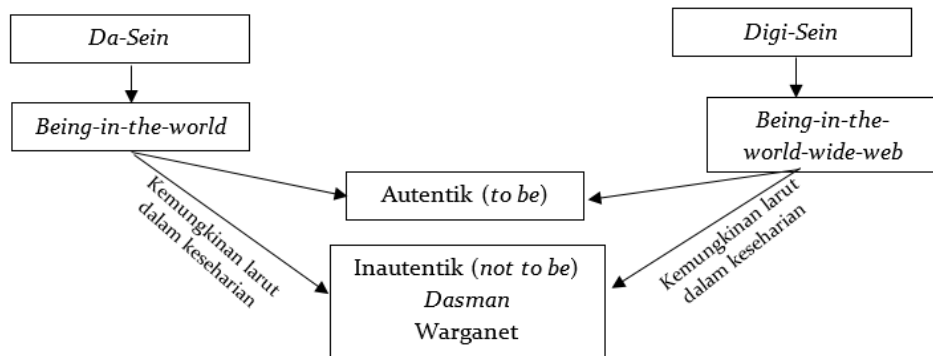 Da-Sein
Digi-Sein
Being-in-the-world
Being-in-the-
world-wide-web
Autentik (to be)
Kemungkinan larut
dalam keseharian
Kemungkinan larut
dalam keseharian
Inautentik (not to be)
Dasman
Warganet